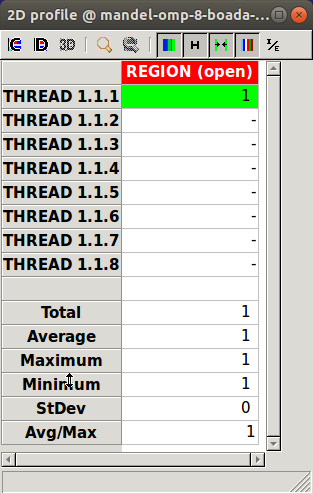 2D profile @ mandel-omp-8-boada-...
3D
I/E
REGION (open)
THREAD 1.1.1 1
THREAD 1.1.2 -
THREAD 1.1.3 -
THREAD 1.1.4 -
THREAD 1.1.5 -
THREAD 1.1.6 -
THREAD 1.1.7 -
THREAD 1.1.8 -
Total 1
Average 1
Maximum 1
Minimum 1
StDev 0
Avg/Max 1